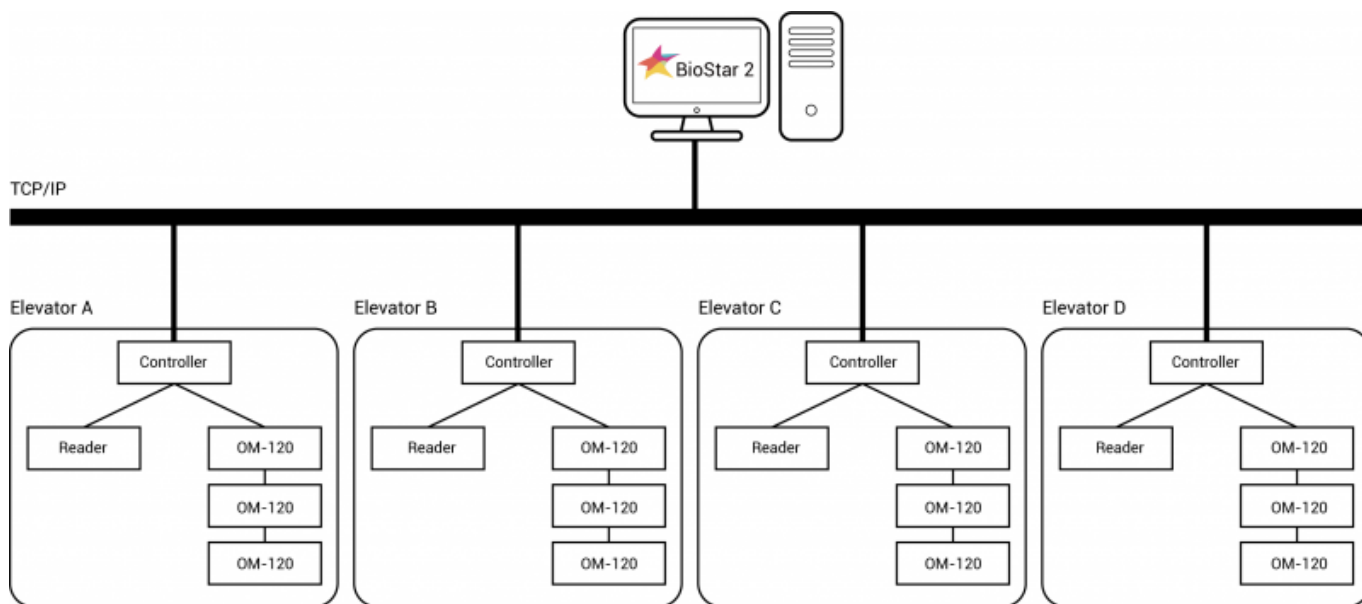 BioStar 2
TCP/IP
Elevator A
Elevator B
Elevator C
Elevator D
Controller
Controller
Controller
Controller
Reader
OM-120
Reader
OM-120
Reader
OM-120
Reader
OM-120
OM-120
OM-120
OM-120
OM-120
OM-120
OM-120
OM-120
OM-120